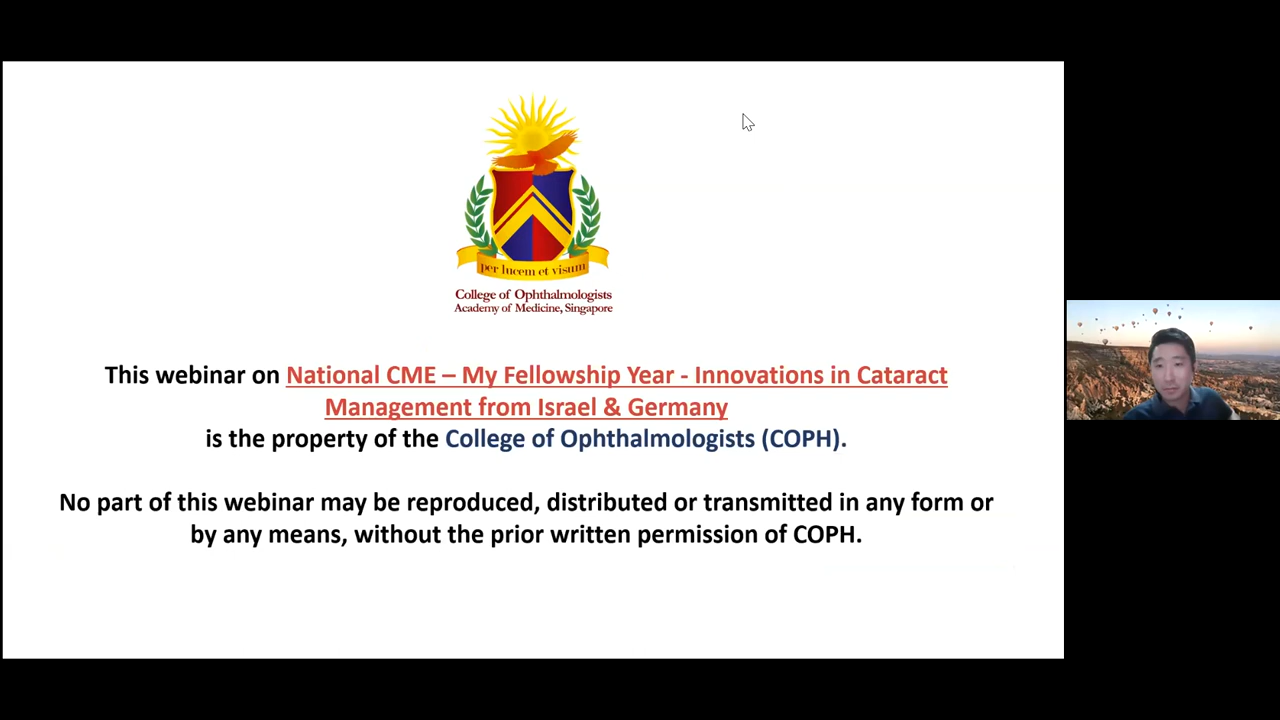 per lucem et visum
College of Ophthalmologists
Academy of Medicine, Singapore
This webinar on National CME – My Fellowship Year - Innovations in Cataract
Management from Israel & Germany
is the property of the College of Ophthalmologists (COPH).
No part of this webinar may be reproduced, distributed or transmitted in any form or
by any means, without the prior written permission of COPH.